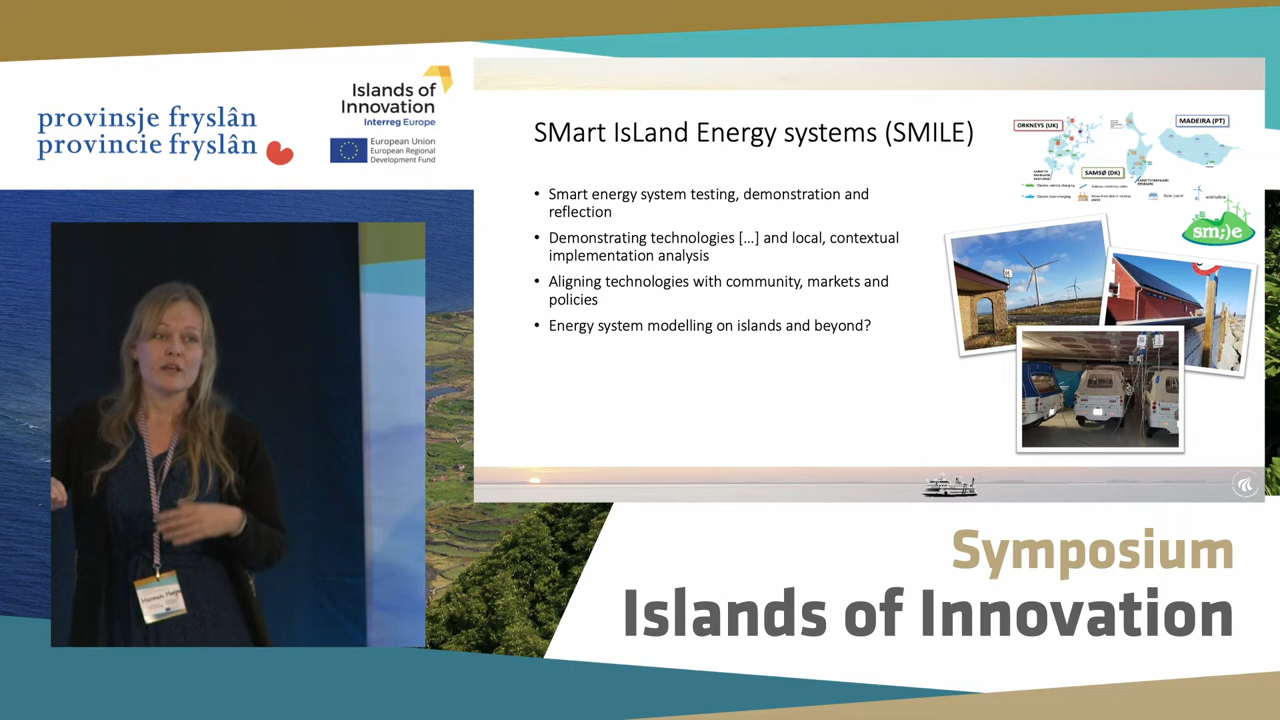 provinsje fryslân
provincie fryslân
Islands of
Innovation
Interreg Europe
European Union
European Regional
Development Fund
SMart IsLand Energy systems (SMILE)
• Smart energy system testing, demonstration and
reflection
• Demonstrating technologies [...] and local, contextual
implementation analysis
• Aligning technologies with community, markets and
policies
• Energy system modelling on islands and beyond?
ORKNEYS (UK)
MADEIRA (PT)
SAMSØ (DK)
sm;)e
Hannah
Symposium
Islands of Innovation